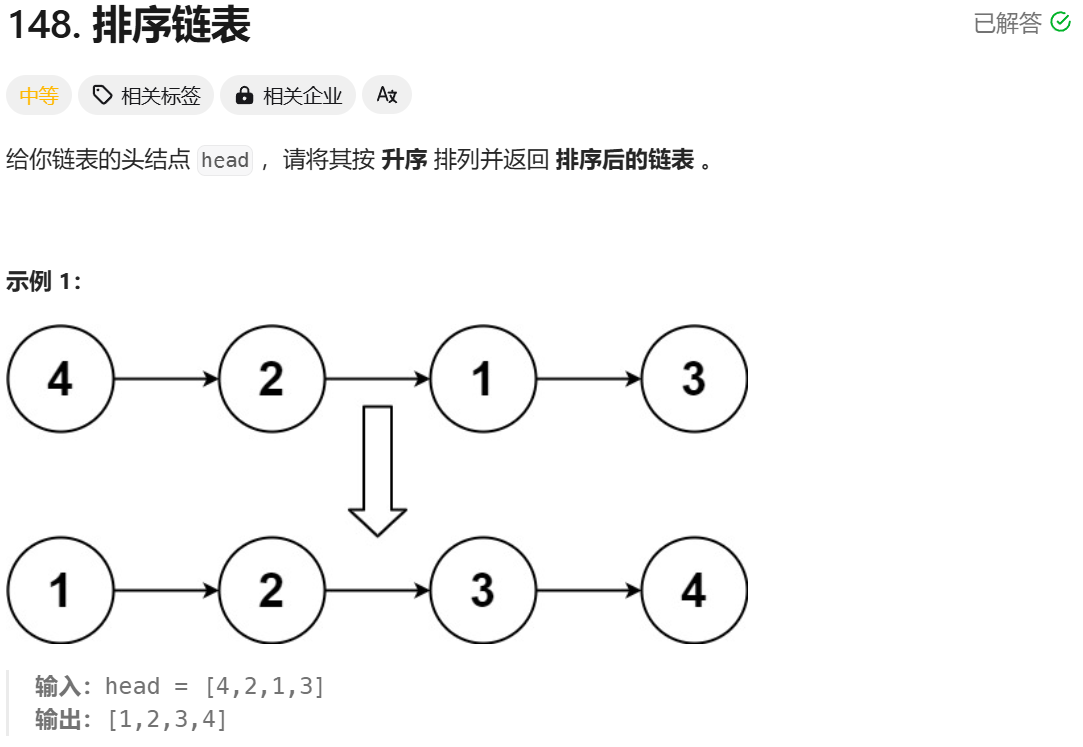 148. 排序链表
已解答
中等 相关标签 相关企业
给你链表的头结点 head ，请将其按 升序 排列并返回 排序后的链表 。
示例 1：
4 2 1 3
1 2 3 4
输入：head = [4,2,1,3]
输出：[1,2,3,4]